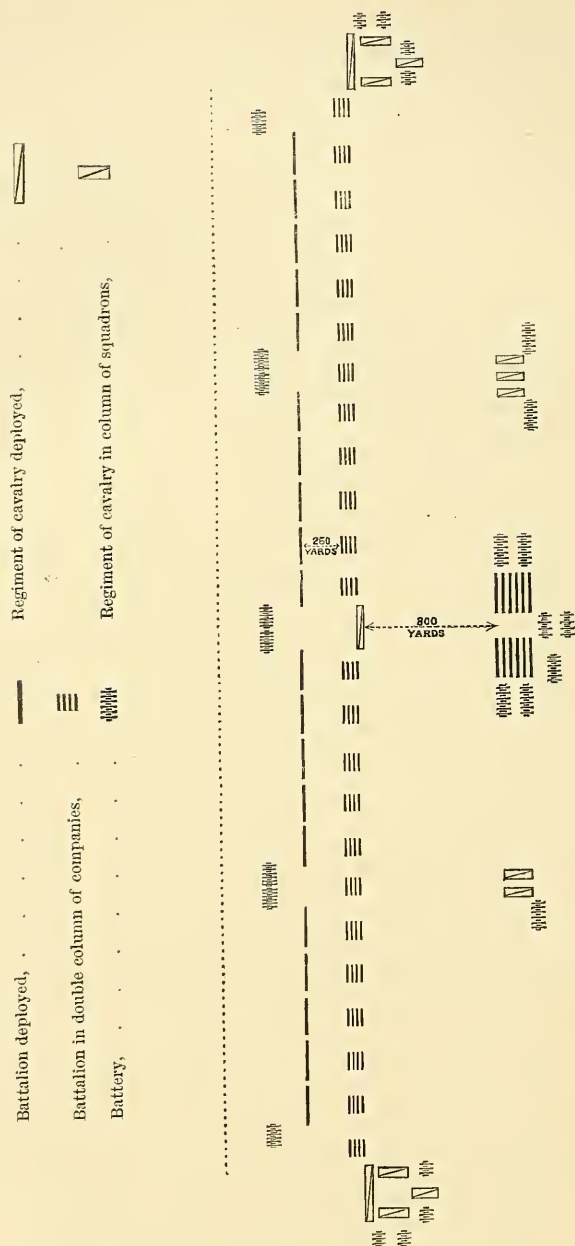 Battalion deployed, . . . . . .
Battalion in double column of companies, .
Battery, . . . . . . . .
Regiment of cavalry deployed, . . . .
Regiment of cavalry in column of squadrons, .
250
YARDS
800
YARDS